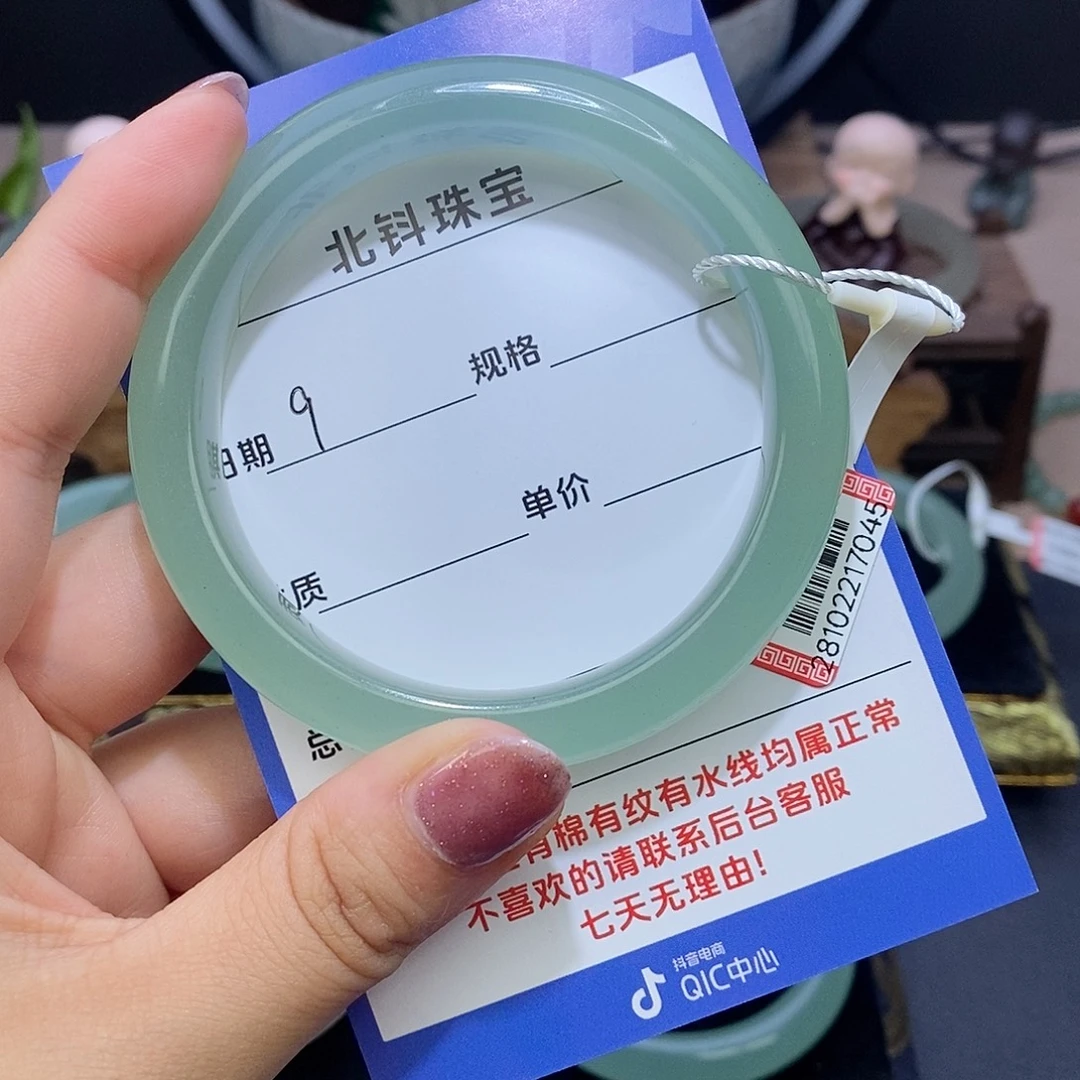 北钭珠宝
规格
日期 9
单价
质
总
28102217045
有棉有纹有水线均属正常
不喜欢的请联系后台客服
七天无理由!
抖音电商
QIC中心